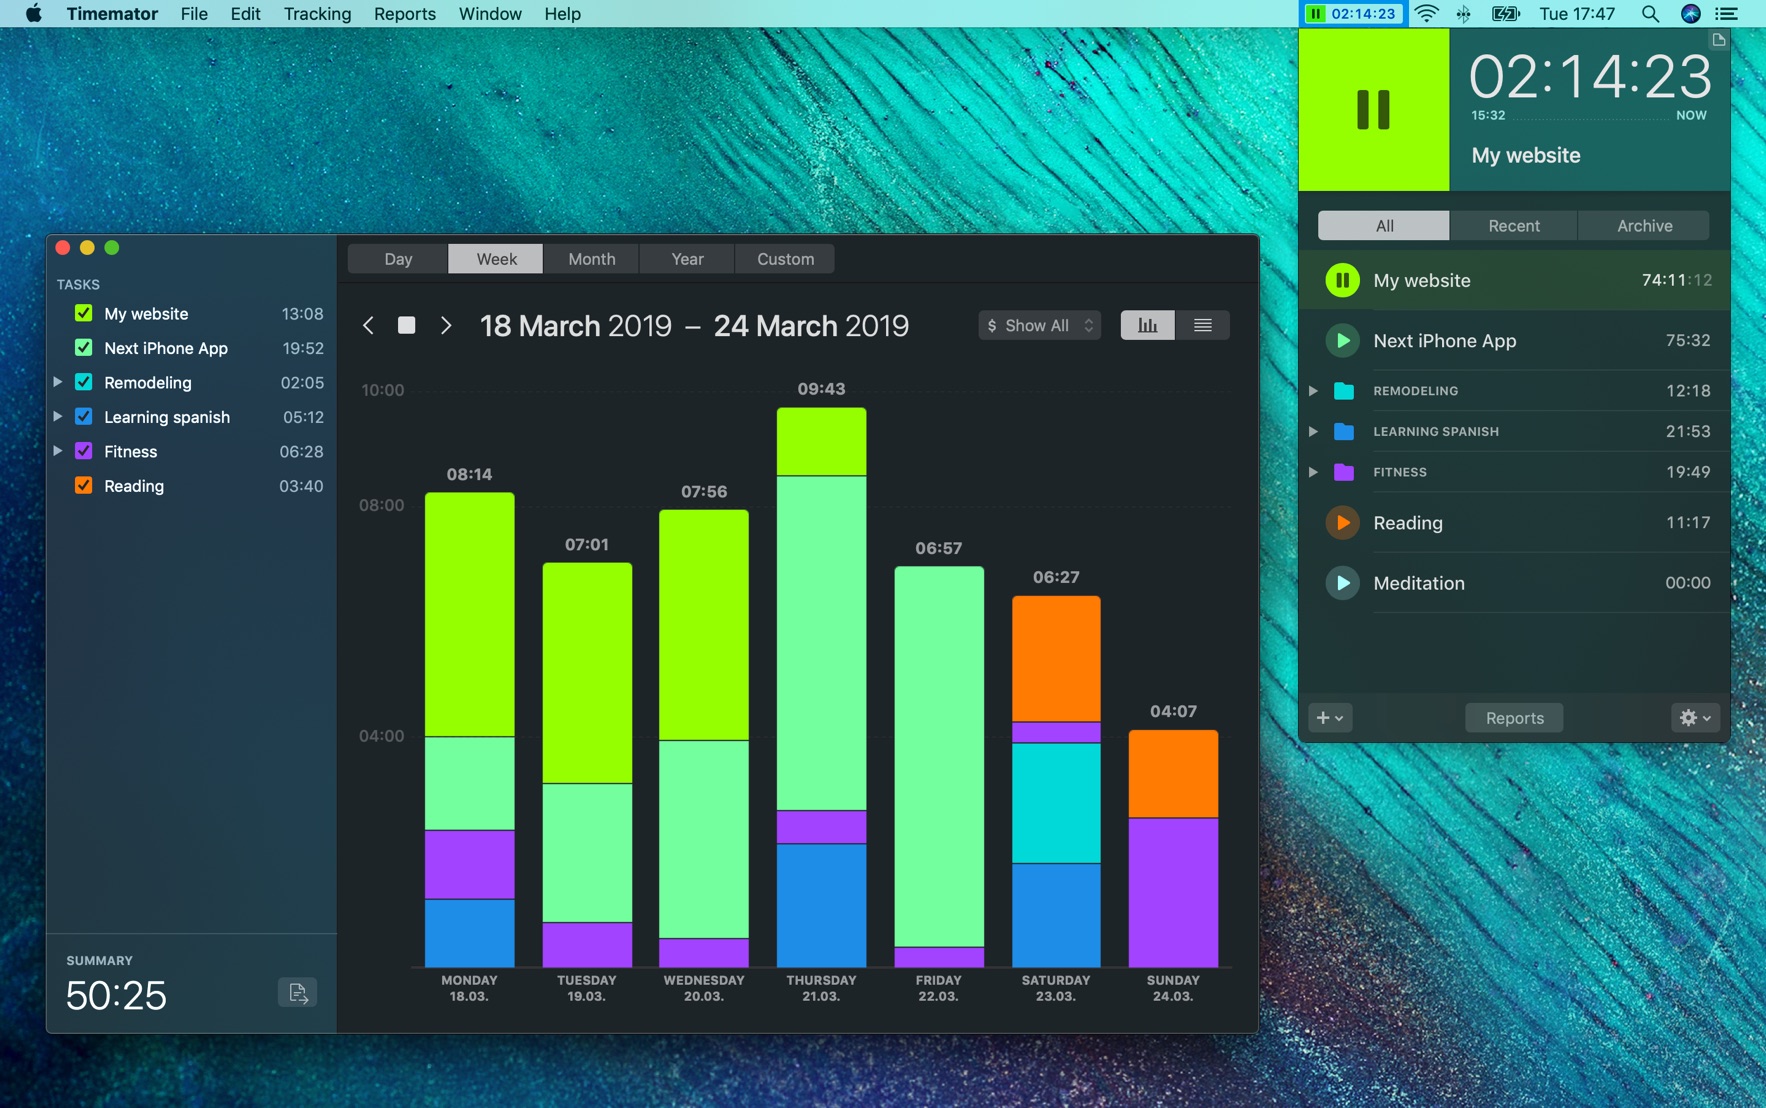 Timemator File Edit Tracking Reports Window Help
02:14:23 Tue 17:47
02:14:23
15:32 NOW
My website
All Recent Archive
My website 74:11:12
Next iPhone App 75:32
REMODELING 12:18
LEARNING SPANISH 21:53
FITNESS 19:49
Reading 11:17
Meditation 00:00
+ Reports
TASKS
My website 13:08
Next iPhone App 19:52
Remodeling 02:05
Learning spanish 05:12
Fitness 06:28
Reading 03:40
SUMMARY
50:25
Day Week Month Year Custom
18 March 2019 – 24 March 2019
$ Show All
10:00
08:00
04:00
08:14
07:01
07:56
09:43
06:57
06:27
04:07
MONDAY TUESDAY WEDNESDAY THURSDAY FRIDAY SATURDAY SUNDAY
18.03. 19.03. 20.03. 21.03. 22.03. 23.03. 24.03.